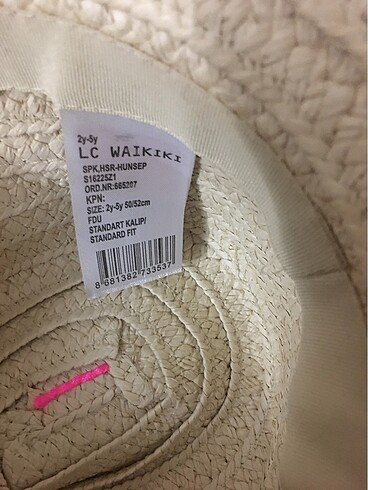 2y-5y
LC WAIKIKI
SPK,HSR-HUNSEP
S16225Z1
ORD.NR:665207
KPN:
SIZE: 2y-5y 50/52cm
FDU
STANDART KALIP/
STANDARD FIT
8 681382 733537